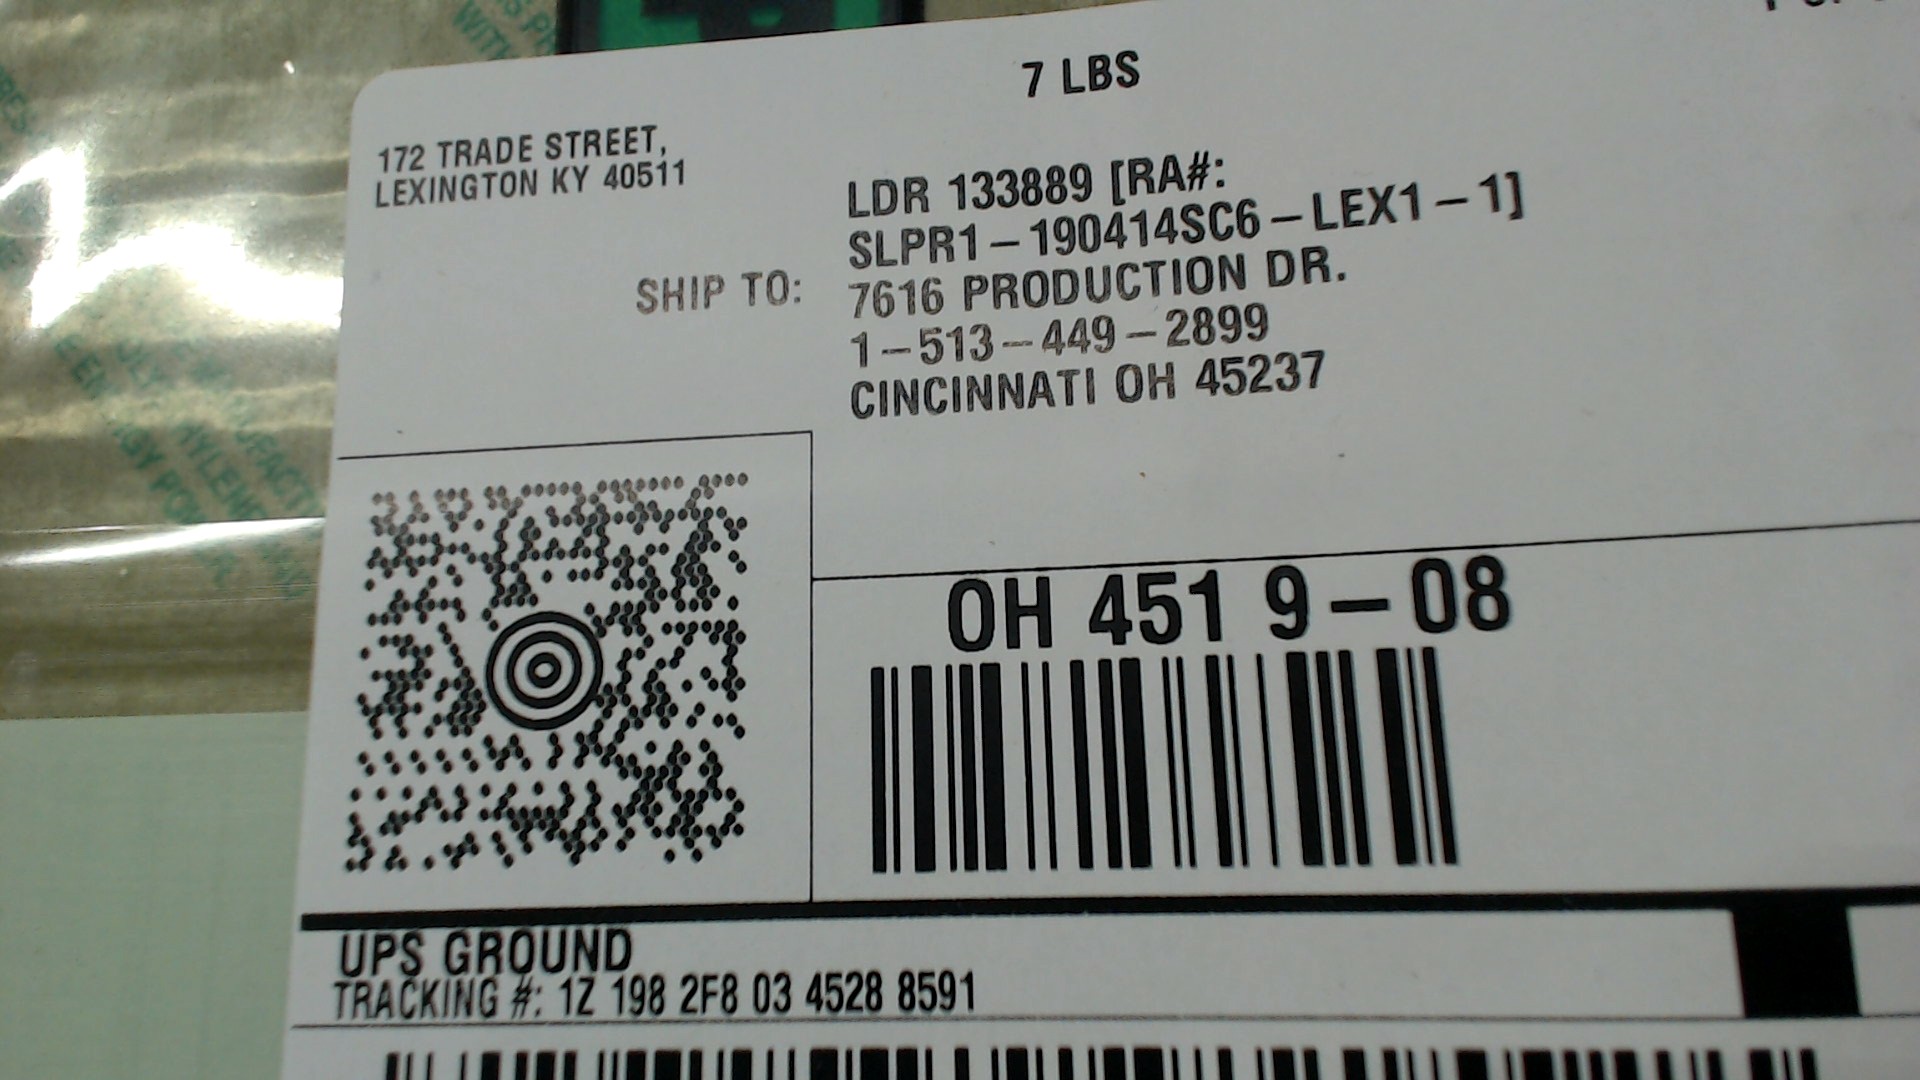 7 LBS
172 TRADE STREET,
LEXINGTON KY 40511
LDR 133889 [RA#:
SLPR1-190414SC6-LEX1-1]
SHIP TO: 7616 PRODUCTION DR.
1-513-449-2899
CINCINNATI OH 45237
OH 451 9-08
UPS GROUND
TRACKING #: 1Z 198 2F8 03 4528 8591